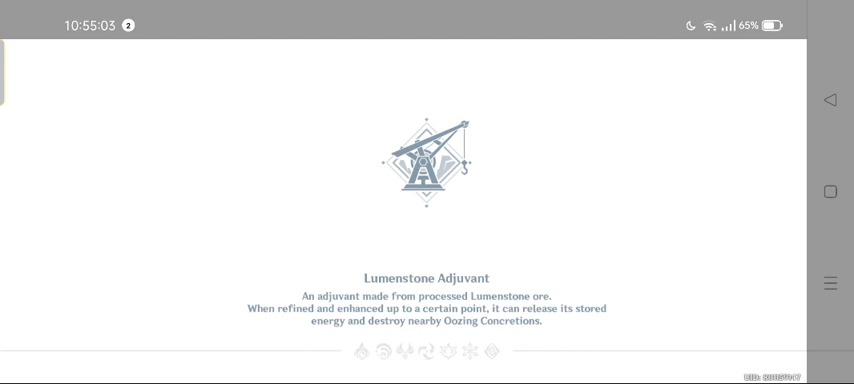 10:55:03 2 65%
Lumenstone Adjuvant
An adjuvant made from processed Lumenstone ore.
When refined and enhanced up to a certain point, it can release its stored
energy and destroy nearby Oozing Concretions.